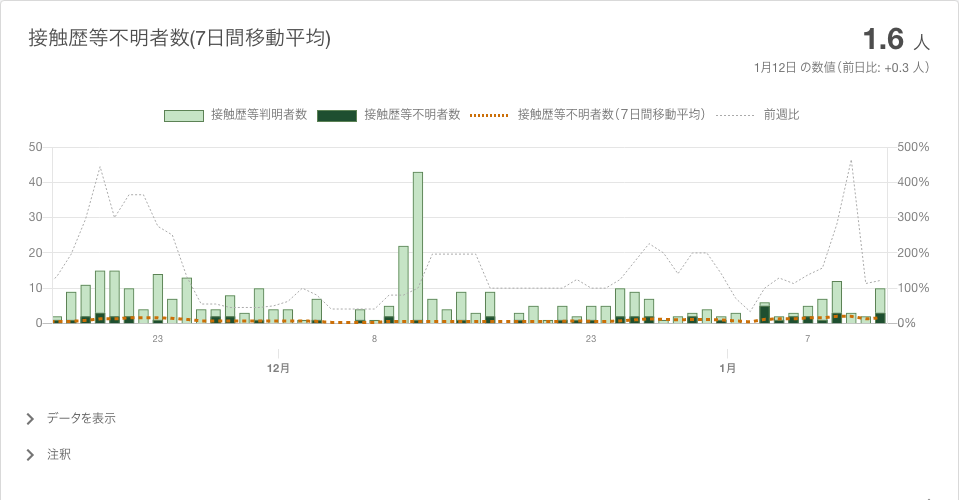 接触歴等不明者数(7日間移動平均)
1.6 人
1月12日 の数値（前日比: +0.3 人）
接触歴等判明者数 接触歴等不明者数 接触歴等不明者数（7日間移動平均） 前週比
50 500%
40 400%
30 300%
20 200%
10 100%
0 0%
23 8 23 7
12月 1月
データを表示
注釈